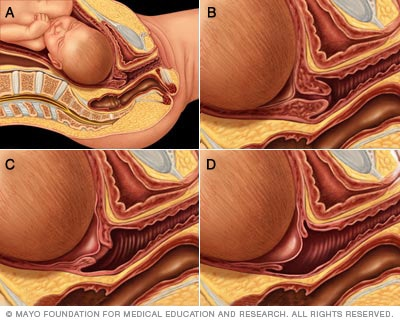 A
B
C
D
© MAYO FOUNDATION FOR MEDICAL EDUCATION AND RESEARCH. ALL RIGHTS RESERVED.